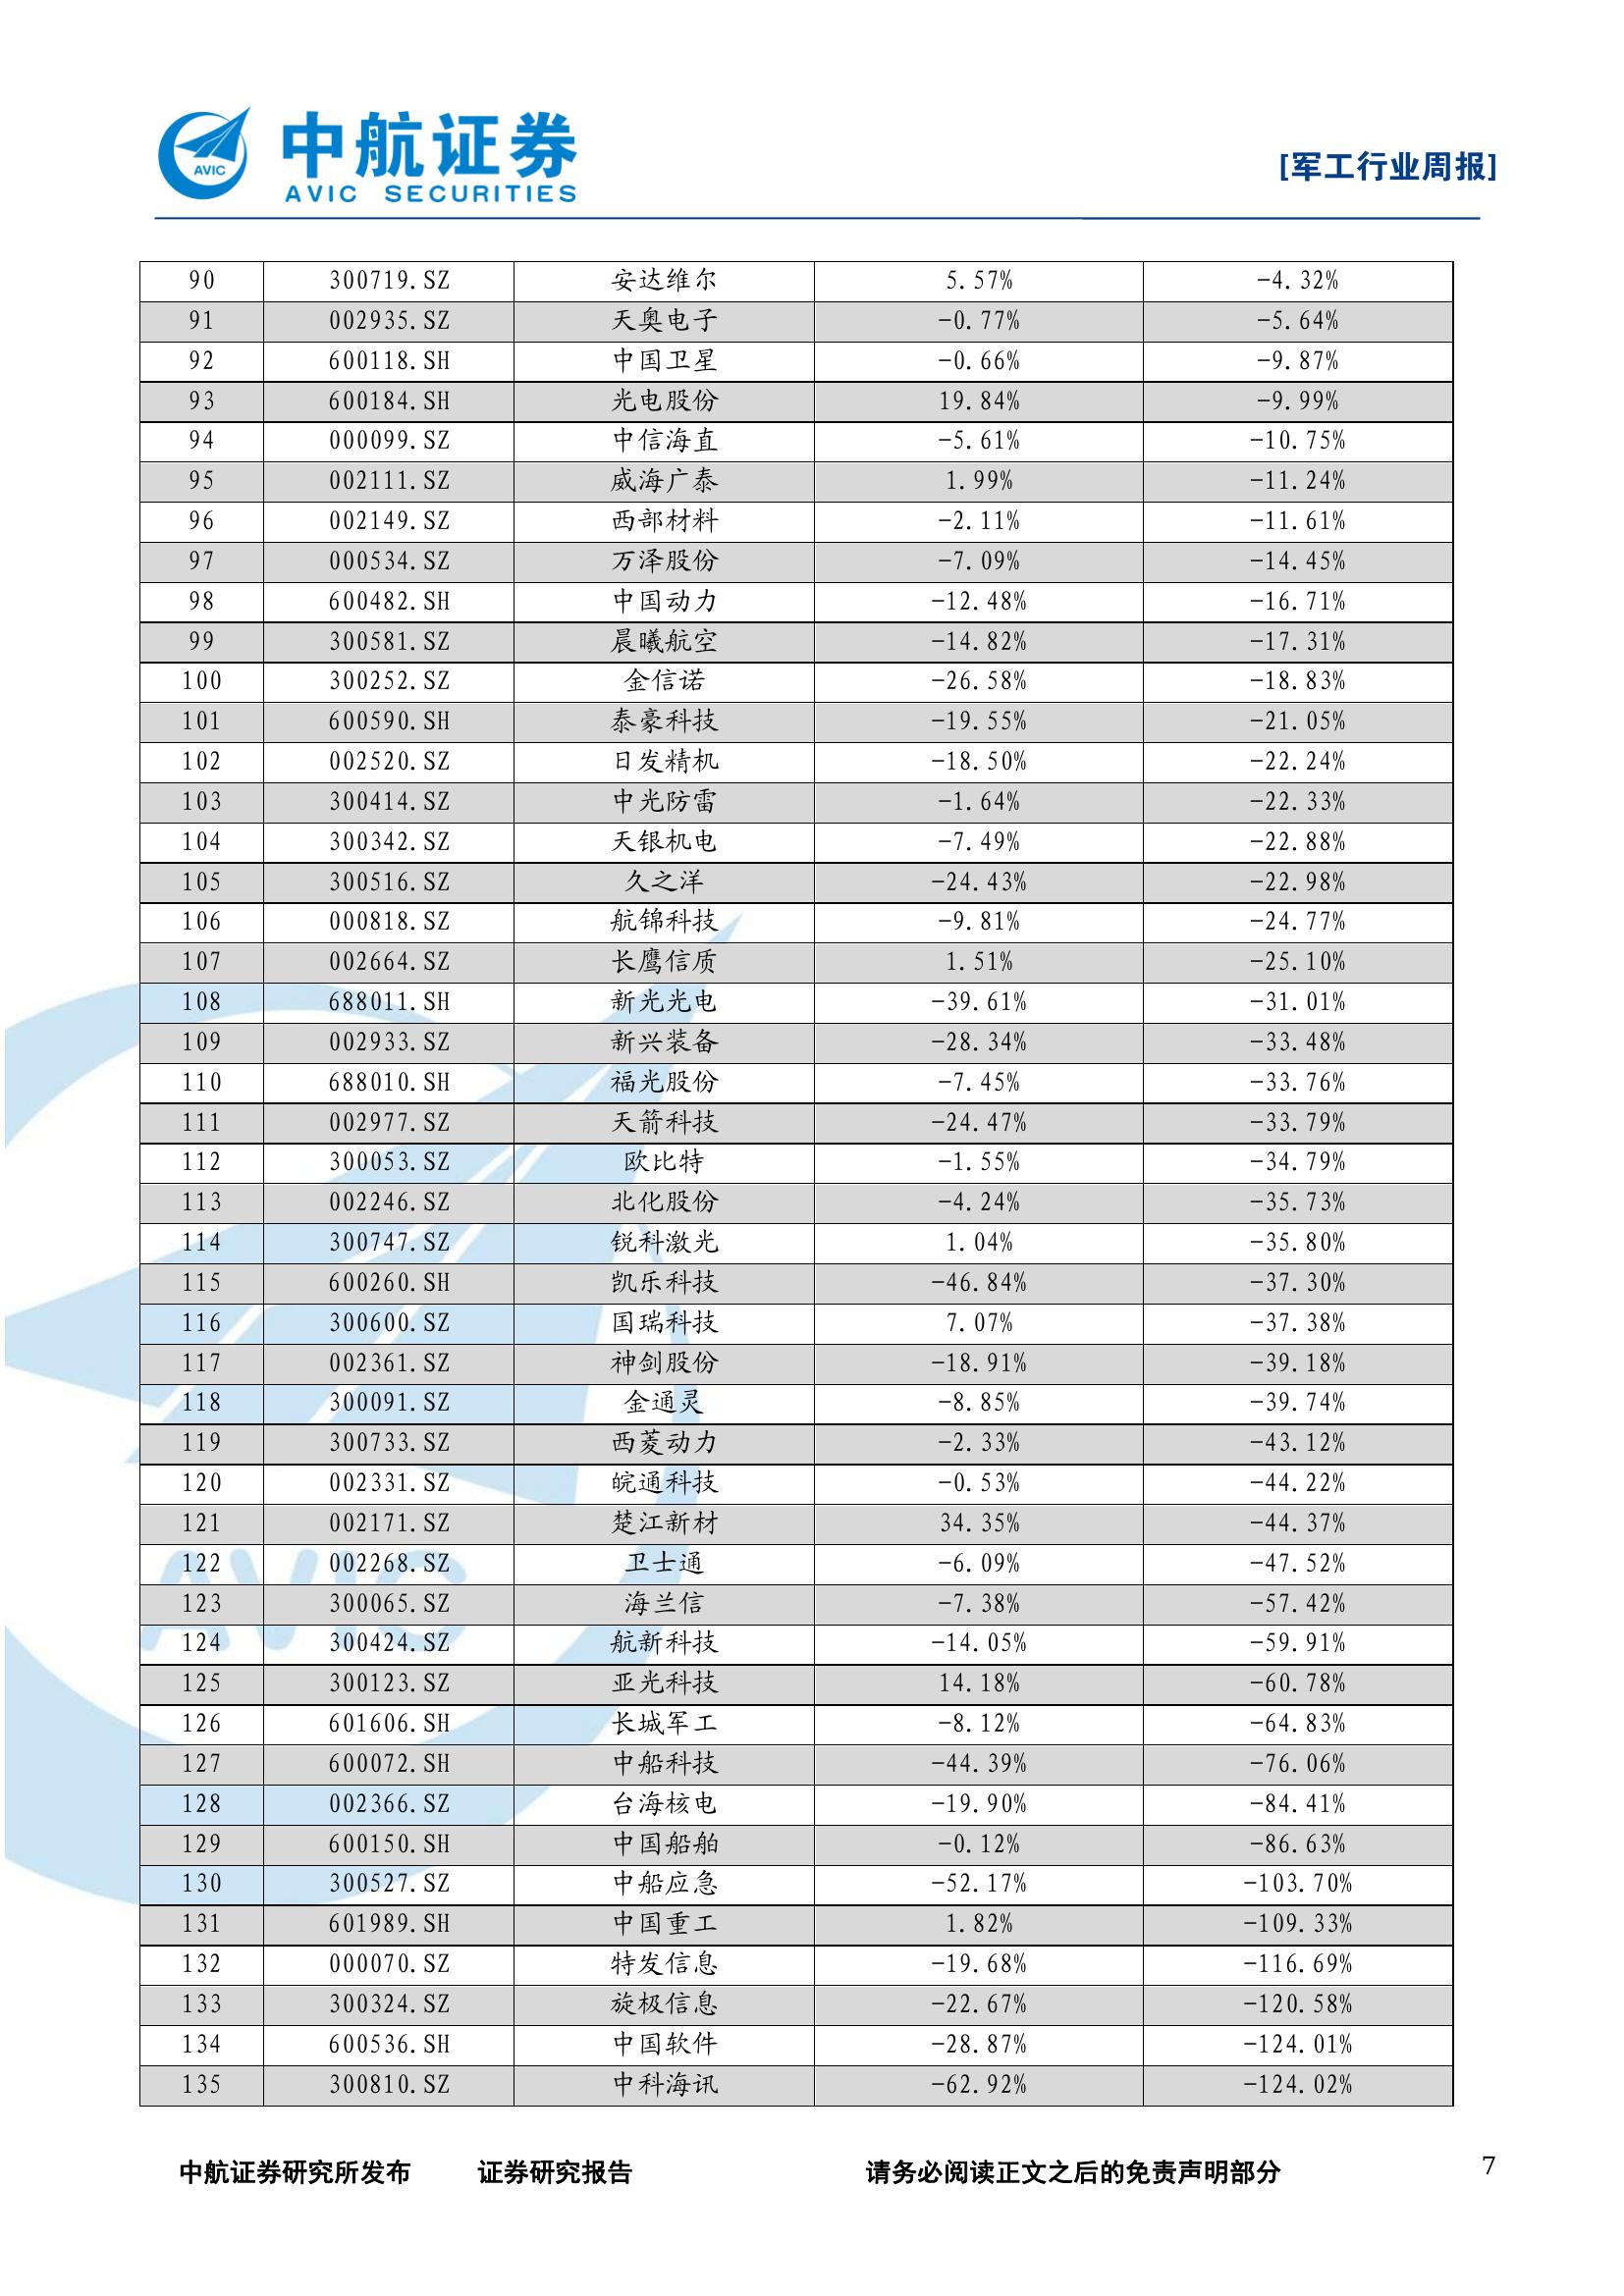 中航证券
AVIC SECURITIES
AVIC
[军工行业周报]
90 300719.SZ 安达维尔 5.57% -4.32%
91 002935.SZ 天奥电子 -0.77% -5.64%
92 600118.SH 中国卫星 -0.66% -9.87%
93 600184.SH 光电股份 19.84% -9.99%
94 000099.SZ 中信海直 -5.61% -10.75%
95 002111.SZ 威海广泰 1.99% -11.24%
96 002149.SZ 西部材料 -2.11% -11.61%
97 000534.SZ 万泽股份 -7.09% -14.45%
98 600482.SH 中国动力 -12.48% -16.71%
99 300581.SZ 晨曦航空 -14.82% -17.31%
100 300252.SZ 金信诺 -26.58% -18.83%
101 600590.SH 泰豪科技 -19.55% -21.05%
102 002520.SZ 日发精机 -18.50% -22.24%
103 300414.SZ 中光防雷 -1.64% -22.33%
104 300342.SZ 天银机电 -7.49% -22.88%
105 300516.SZ 久之洋 -24.43% -22.98%
106 000818.SZ 航锦科技 -9.81% -24.77%
107 002664.SZ 长鹰信质 1.51% -25.10%
108 688011.SH 新光光电 -39.61% -31.01%
109 002933.SZ 新兴装备 -28.34% -33.48%
110 688010.SH 福光股份 -7.45% -33.76%
111 002977.SZ 天箭科技 -24.47% -33.79%
112 300053.SZ 欧比特 -1.55% -34.79%
113 002246.SZ 北化股份 -4.24% -35.73%
114 300747.SZ 锐科激光 1.04% -35.80%
115 600260.SH 凯乐科技 -46.84% -37.30%
116 300600.SZ 国瑞科技 7.07% -37.38%
117 002361.SZ 神剑股份 -18.91% -39.18%
118 300091.SZ 金通灵 -8.85% -39.74%
119 300733.SZ 西菱动力 -2.33% -43.12%
120 002331.SZ 皖通科技 -0.53% -44.22%
121 002171.SZ 楚江新材 34.35% -44.37%
122 002268.SZ 卫士通 -6.09% -47.52%
123 300065.SZ 海兰信 -7.38% -57.42%
124 300424.SZ 航新科技 -14.05% -59.91%
125 300123.SZ 亚光科技 14.18% -60.78%
126 601606.SH 长城军工 -8.12% -64.83%
127 600072.SH 中船科技 -44.39% -76.06%
128 002366.SZ 台海核电 -19.90% -84.41%
129 600150.SH 中国船舶 -0.12% -86.63%
130 300527.SZ 中船应急 -52.17% -103.70%
131 601989.SH 中国重工 1.82% -109.33%
132 000070.SZ 特发信息 -19.68% -116.69%
133 300324.SZ 旋极信息 -22.67% -120.58%
134 600536.SH 中国软件 -28.87% -124.01%
135 300810.SZ 中科海讯 -62.92% -124.02%
AVIC
中航证券研究所发布 证券研究报告 请务必阅读正文之后的免责声明部分 7